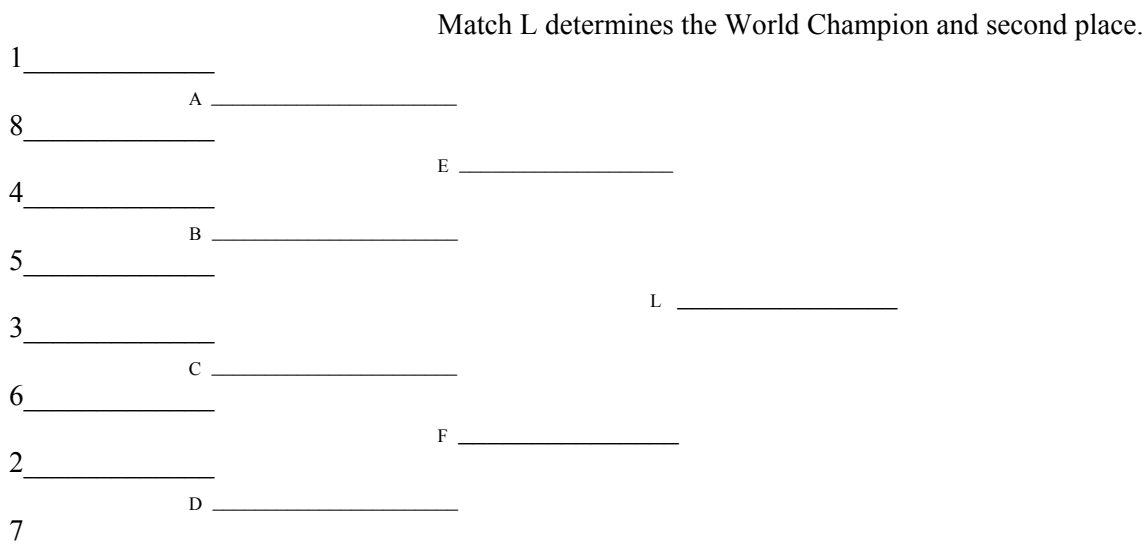 Match L determines the World Champion and second place.
1
A
8
E
4
B
5
L
3
C
6
F
2
D
7